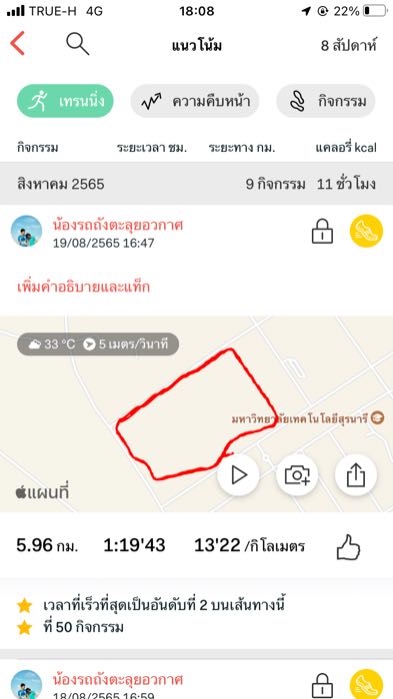 TRUE-H 4G 18:08 22%
แนวโน้ม 8 สัปดาห์
เทรนนิ่ง ความคืบหน้า กิจกรรม
กิจกรรม ระยะเวลา ชม. ระยะทาง กม. แคลอรี่ kcal
สิงหาคม 2565 9 กิจกรรม 11 ชั่วโมง
น้องรถถังตะลุยอวกาศ
19/08/2565 16:47
เพิ่มคำอธิบายและแท็ก
33 °C 5 เมตร/วินาที
มหาวิทยาลัยเทคโนโลยีสุรนารี
แผนที่
5.96 กม. 1:19'43 13'22 /กิโลเมตร
เวลาที่เร็วที่สุดเป็นอันดับที่ 2 บนเส้นทางนี้
ที่ 50 กิจกรรม
น้องรถถังตะลุยอวกาศ
18/08/2565 16:59